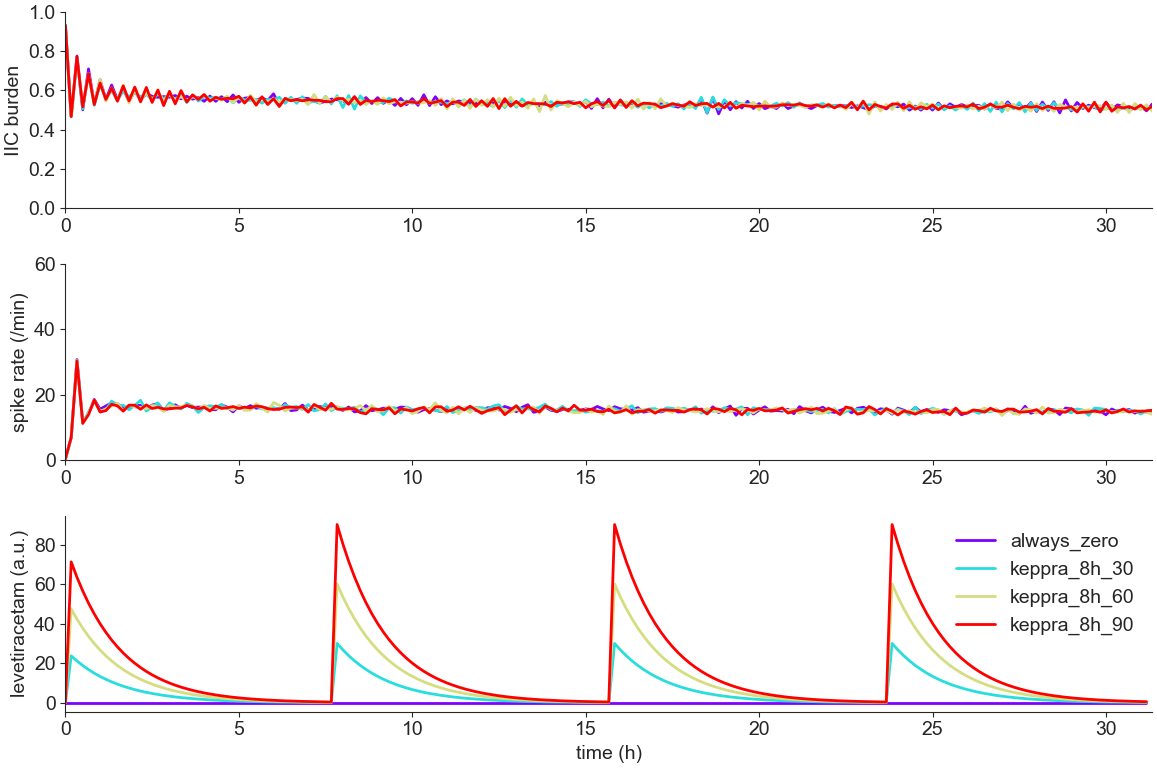 1.0
0.8
0.6
0.4
0.2
0.0
IIC burden
0 5 10 15 20 25 30
60
40
20
0
spike rate (/min)
0 5 10 15 20 25 30
80
60
40
20
0
levetiracetam (a.u.)
always_zero
keppra_8h_30
keppra_8h_60
keppra_8h_90
0 5 10 15 20 25 30
time (h)